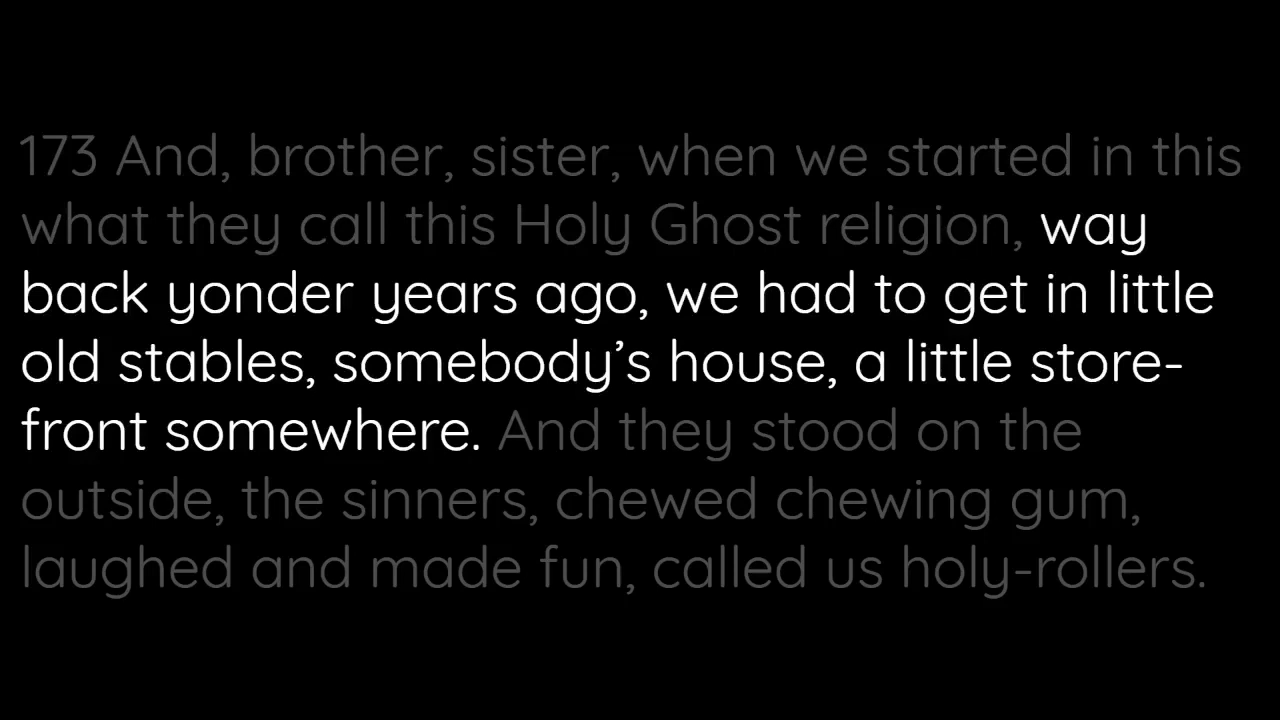 173 And, brother, sister, when we started in this
what they call this Holy Ghost religion, way
back yonder years ago, we had to get in little
old stables, somebody’s house, a little store-
front somewhere. And they stood on the
outside, the sinners, chewed chewing gum,
laughed and made fun, called us holy-rollers.